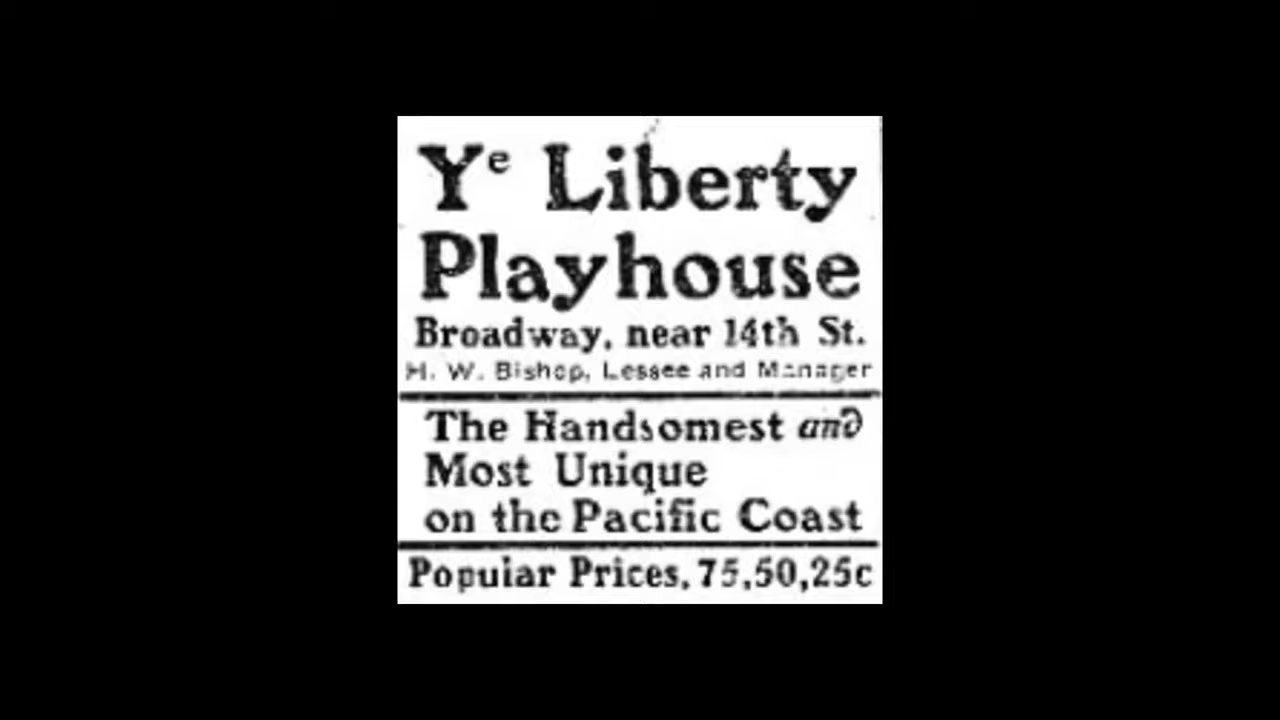 Ye Liberty
Playhouse
Broadway, near 14th St.
H. W. Bishop, Lessee and Manager
The Handsomest and
Most Unique
on the Pacific Coast
Popular Prices, 75,50,25c